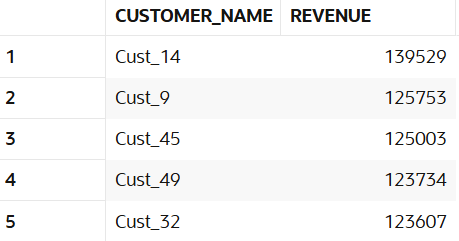 CUSTOMER_NAME REVENUE
1 Cust_14 139529
2 Cust_9 125753
3 Cust_45 125003
4 Cust_49 123734
5 Cust_32 123607